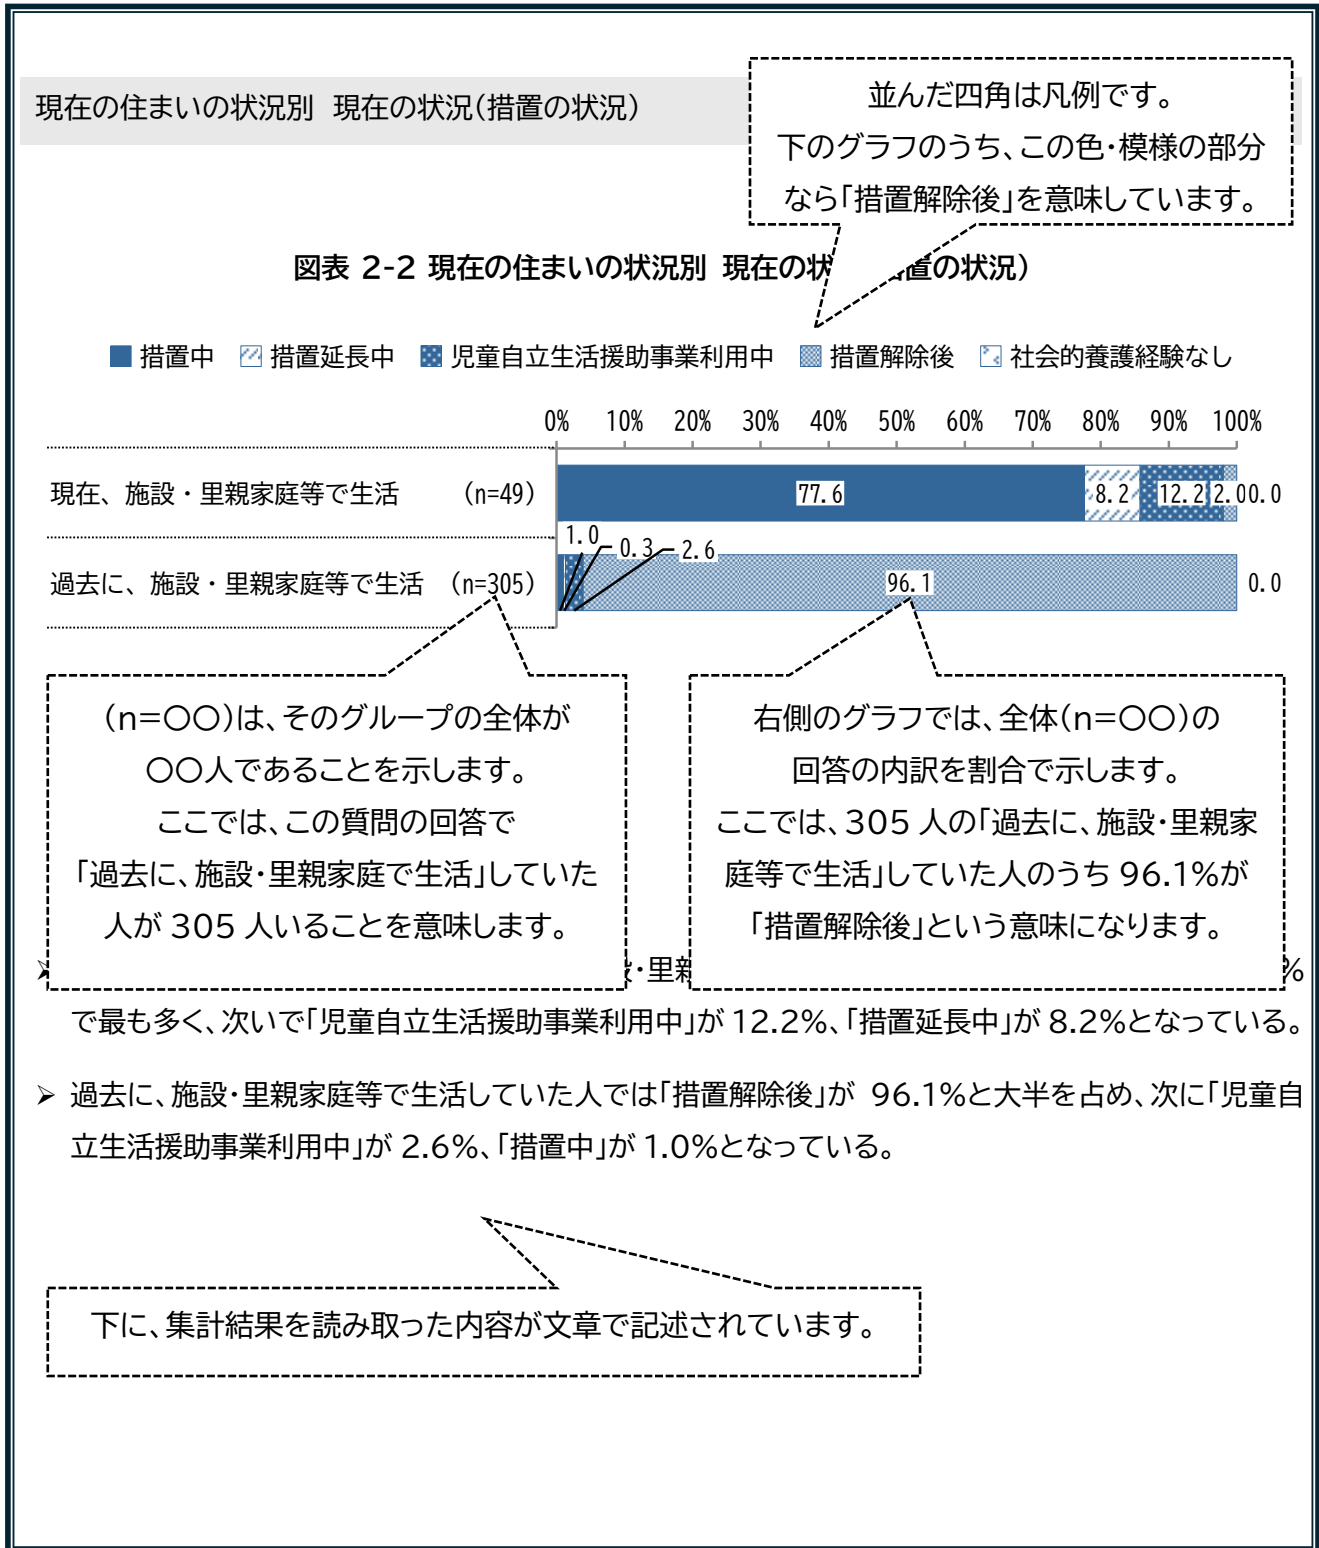 現在の住まいの状況別 現在の状況(措置の状況)
並んだ四角は凡例です。
下のグラフのうち、この色・模様の部分
なら「措置解除後」を意味しています。
図表 2-2 現在の住まいの状況別 現在の状 置の状況)
措置中 措置延長中 児童自立生活援助事業利用中 措置解除後 社会的養護経験なし
0% 10% 20% 30% 40% 50% 60% 70% 80% 90% 100%
現在、施設・里親家庭等で生活 (n=49) 77.6 8.2 12.2 2.0 0.0
1.0 0.3 2.6
過去に、施設・里親家庭等で生活 (n=305) 96.1 0.0
(n=〇〇)は、そのグループの全体が
〇〇人であることを示します。
ここでは、この質問の回答で
「過去に、施設・里親家庭で生活」していた
人が 305 人いることを意味します。
右側のグラフでは、全体(n=〇〇)の
回答の内訳を割合で示します。
ここでは、305 人の「過去に、施設・里親家
庭等で生活」していた人のうち 96.1%が
「措置解除後」という意味になります。
➢ ・里 %
で最も多く、次いで「児童自立生活援助事業利用中」が 12.2%、「措置延長中」が 8.2%となっている。
➢ 過去に、施設・里親家庭等で生活していた人では「措置解除後」が 96.1%と大半を占め、次に「児童自
立生活援助事業利用中」が 2.6%、「措置中」が 1.0%となっている。
下に、集計結果を読み取った内容が文章で記述されています。